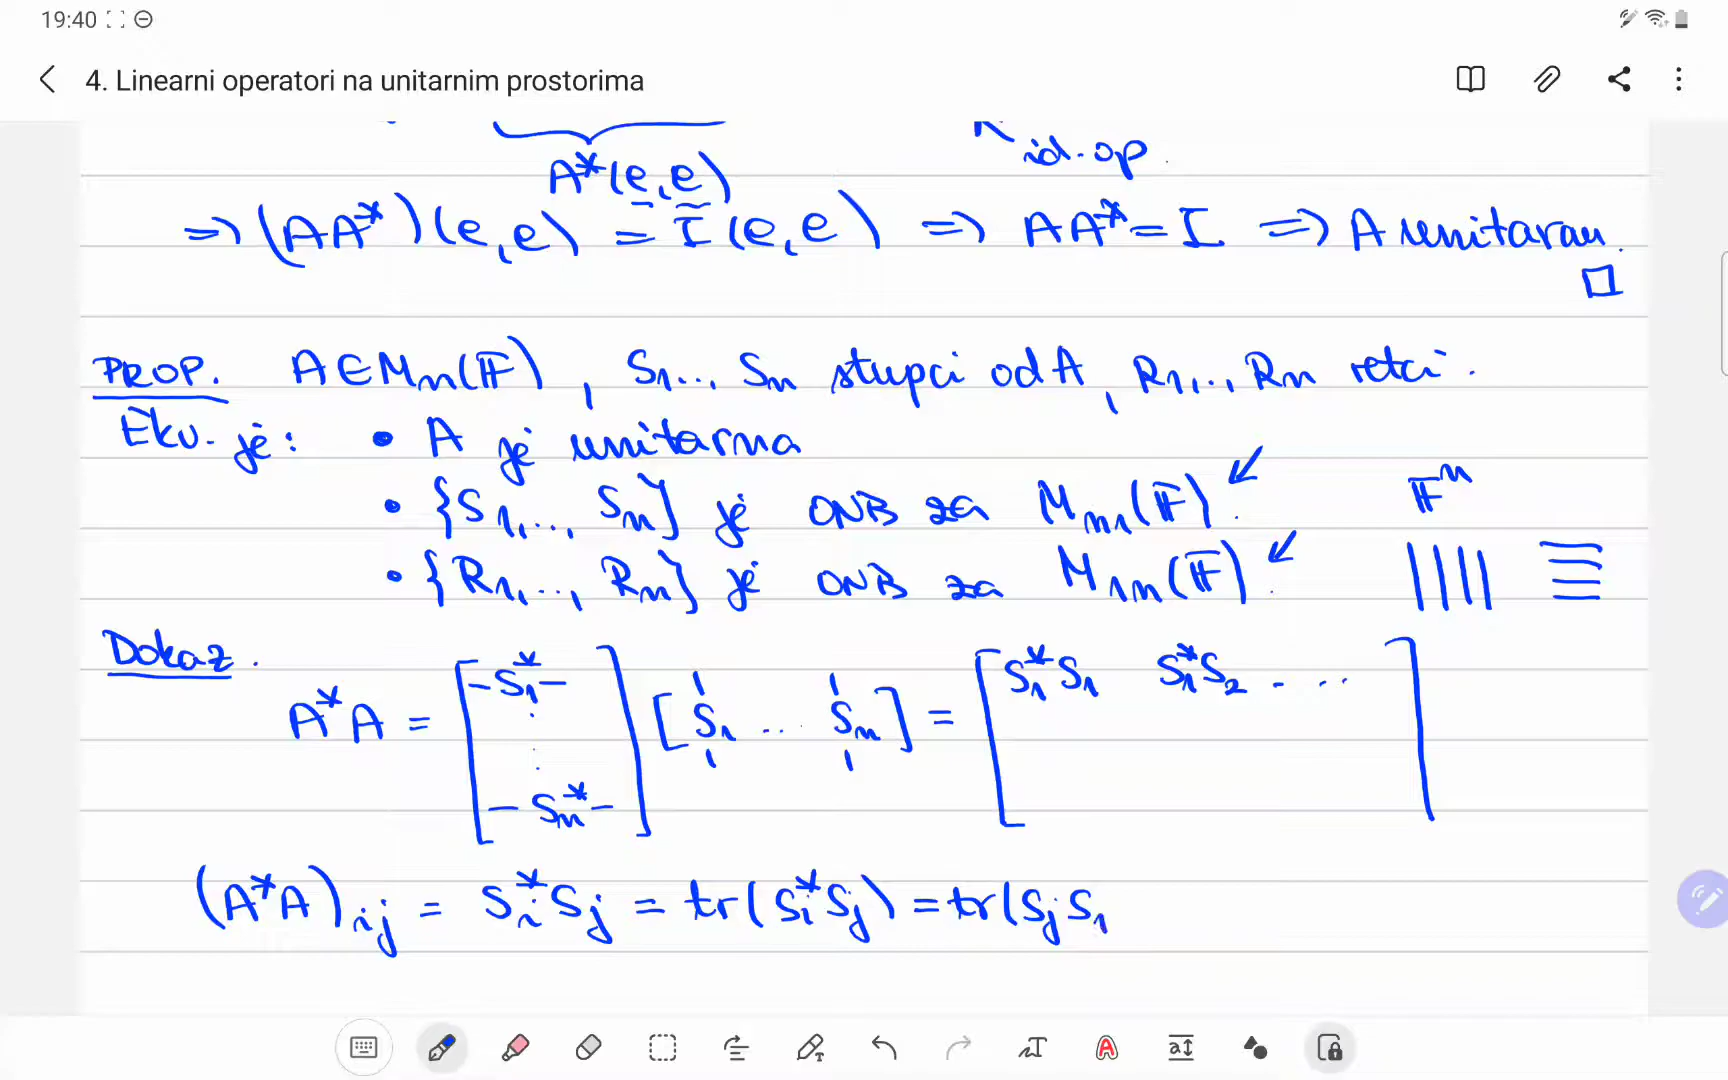 19:40
4. Linearni operatori na unitarnim prostorima
A*(e,e) id. op.
=> (AA*)(e,e) = I(e,e) => AA* = I => A unitaran. □
PROP. A∈Mn(𝔽), S1... Sn stupci od A, R1,.. Rn retci.
Ekv. je: • A je unitarna
• {S1,..., Sn} je ONB za Mn1(𝔽). ↙ 𝔽^n
• {R1,..., Rn} je ONB za M1n(𝔽). ↙
Dokaz.
A*A = [-S1*- ⋮ -Sn*-] [S1 ... Sn] = [S1*S1 S1*S2 ....]
(A*A)ij = Si*Sj = tr(Si*Sj) = tr(SjS1